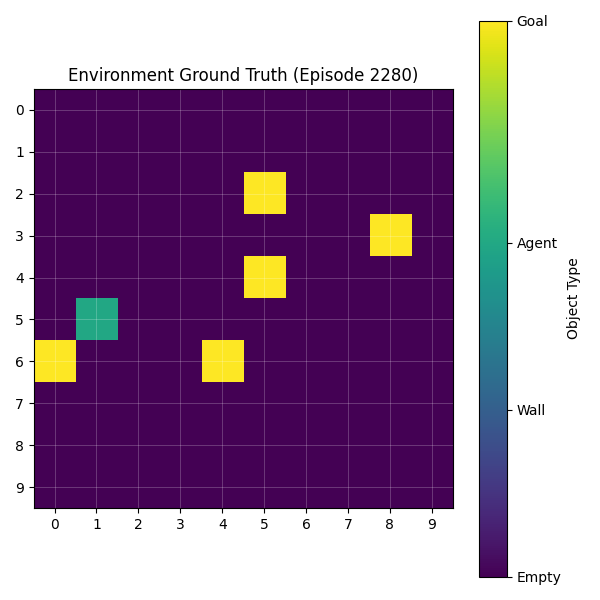 Environment Ground Truth (Episode 2280)
0
1
2
3
4
5
6
7
8
9
0 1 2 3 4 5 6 7 8 9
Goal
Agent
Wall
Empty
Object Type